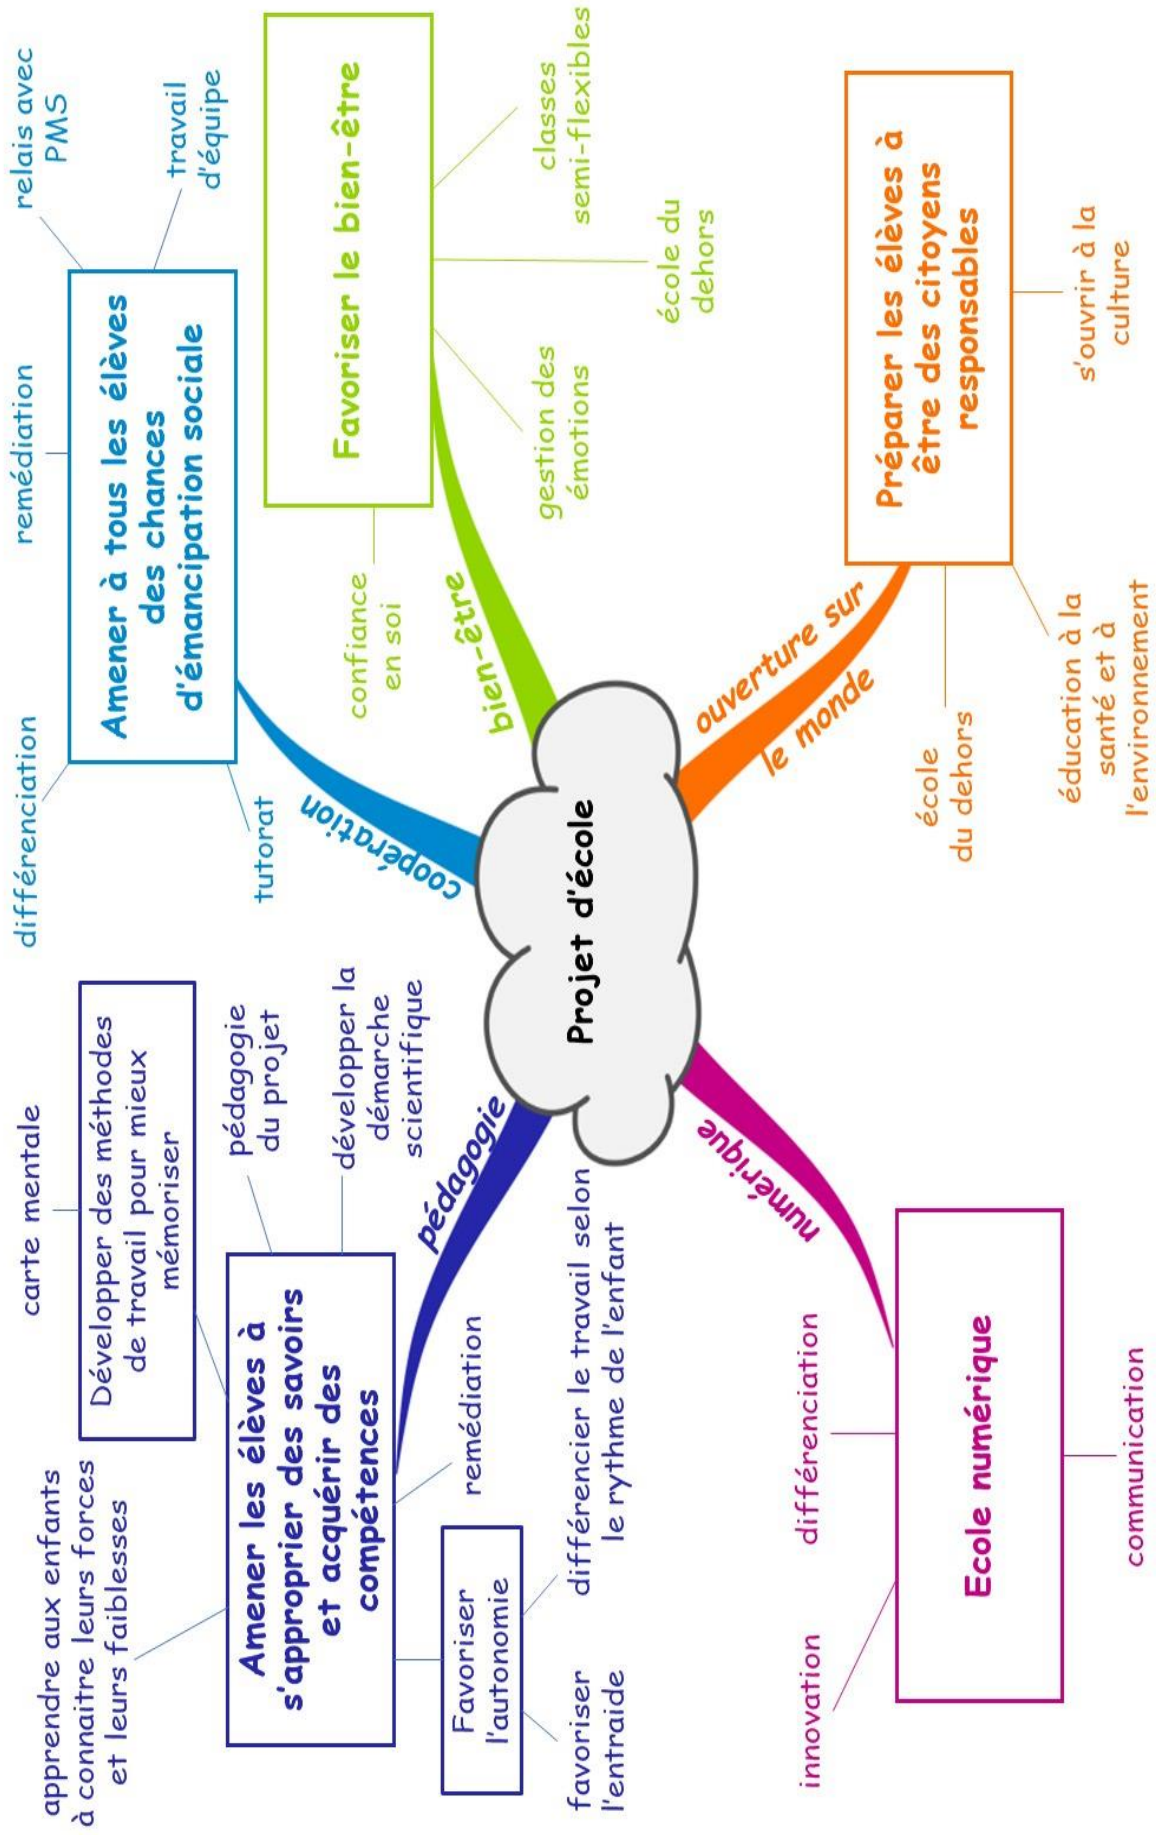 Projet d'école
pédagogie
Amener les élèves à
s'approprier des savoirs
et acquérir des
compétences
apprendre aux enfants
à connaitre leurs forces
et leurs faiblesses
Développer des méthodes
de travail pour mieux
mémoriser
carte mentale
pédagogie
du projet
développer la
démarche
scientifique
remédiation
Favoriser
l'autonomie
favoriser
l'entraide
différencier le travail selon
le rythme de l'enfant
coopération
Amener à tous les élèves
des chances
d'émancipation sociale
différenciation
remédiation
relais avec
PMS
travail
d'équipe
tutorat
bien-être
Favoriser le bien-être
confiance
en soi
gestion des
émotions
école du
dehors
classes
semi-flexibles
ouverture sur
le monde
Préparer les élèves à
être des citoyens
responsables
école
du dehors
éducation à la
santé et à
l'environnement
s'ouvrir à la
culture
numérique
Ecole numérique
innovation
différenciation
communication